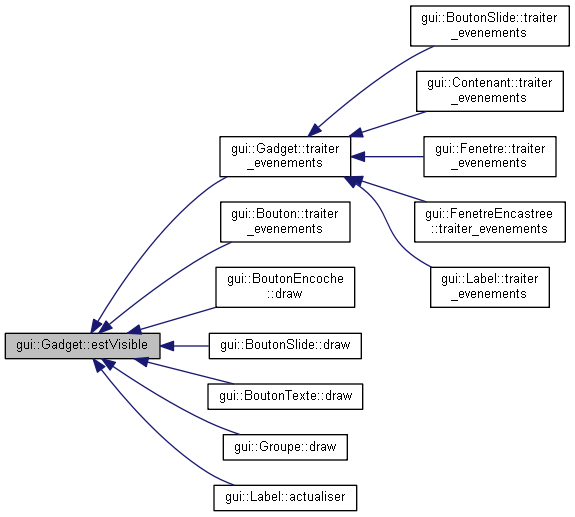 gui::BoutonSlide::traiter
_evenements
gui::Contenant::traiter
_evenements
gui::Gadget::traiter
_evenements
gui::Fenetre::traiter
_evenements
gui::Bouton::traiter
_evenements
gui::FenetreEncastree
::traiter_evenements
gui::BoutonEncoche
::draw
gui::Label::traiter
_evenements
gui::Gadget::estVisible
gui::BoutonSlide::draw
gui::BoutonTexte::draw
gui::Groupe::draw
gui::Label::actualiser